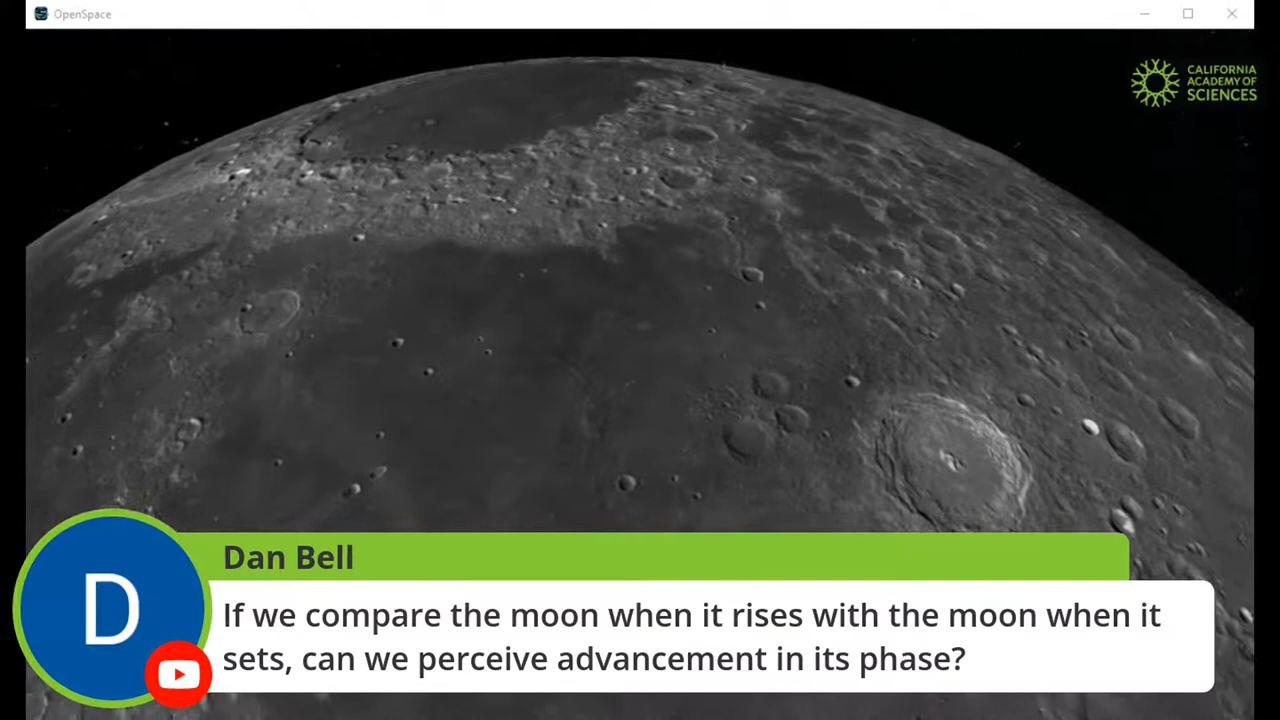 OpenSpace
CALIFORNIA
ACADEMY OF
SCIENCES
Dan Bell
D
If we compare the moon when it rises with the moon when it
sets, can we perceive advancement in its phase?